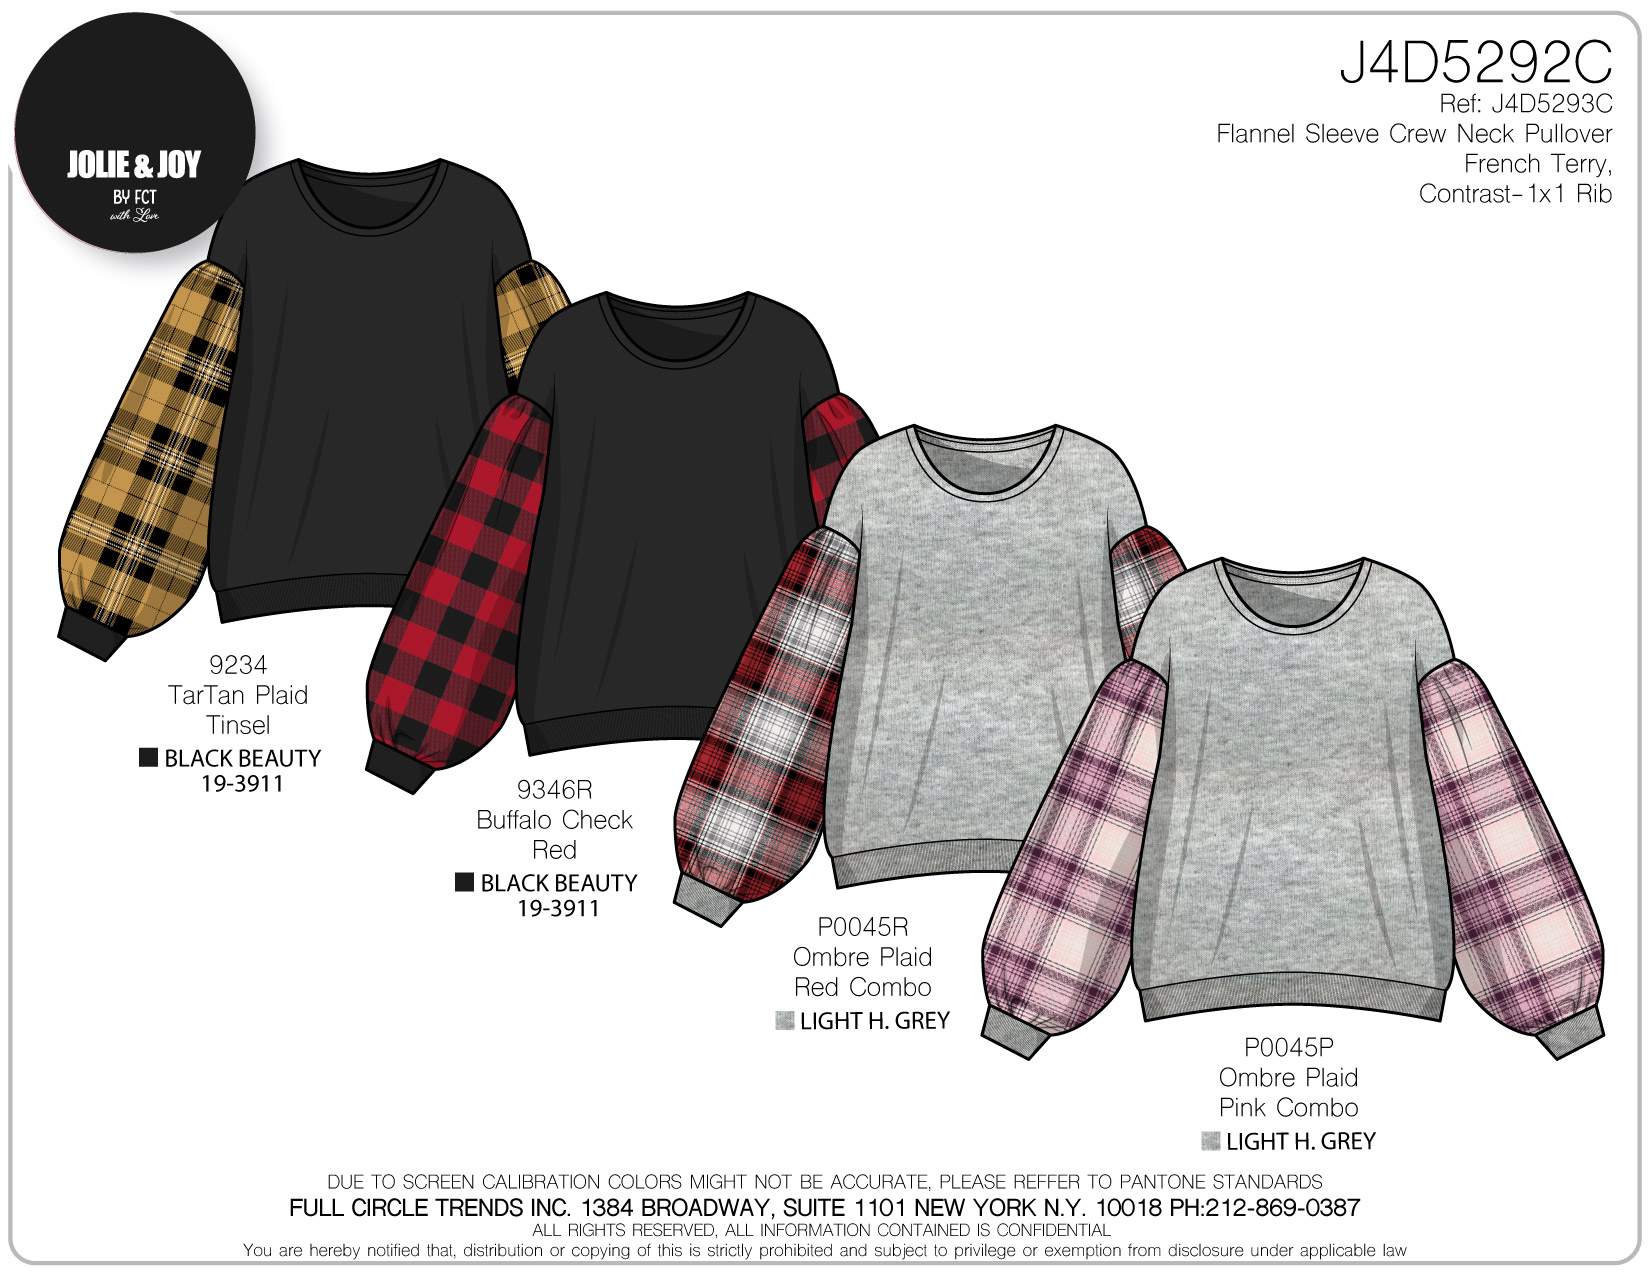 JOLIE & JOY
BY FCT
with Love
J4D5292C
Ref: J4D5293C
Flannel Sleeve Crew Neck Pullover
French Terry,
Contrast-1x1 Rib
9234
TarTan Plaid
Tinsel
BLACK BEAUTY
19-3911
9346R
Buffalo Check
Red
BLACK BEAUTY
19-3911
P0045R
Ombre Plaid
Red Combo
LIGHT H. GREY
P0045P
Ombre Plaid
Pink Combo
LIGHT H. GREY
DUE TO SCREEN CALIBRATION COLORS MIGHT NOT BE ACCURATE, PLEASE REFFER TO PANTONE STANDARDS
FULL CIRCLE TRENDS INC. 1384 BROADWAY, SUITE 1101 NEW YORK N.Y. 10018 PH:212-869-0387
ALL RIGHTS RESERVED, ALL INFORMATION CONTAINED IS CONFIDENTIAL
You are hereby notified that, distribution or copying of this is strictly prohibited and subject to privilege or exemption from disclosure under applicable law